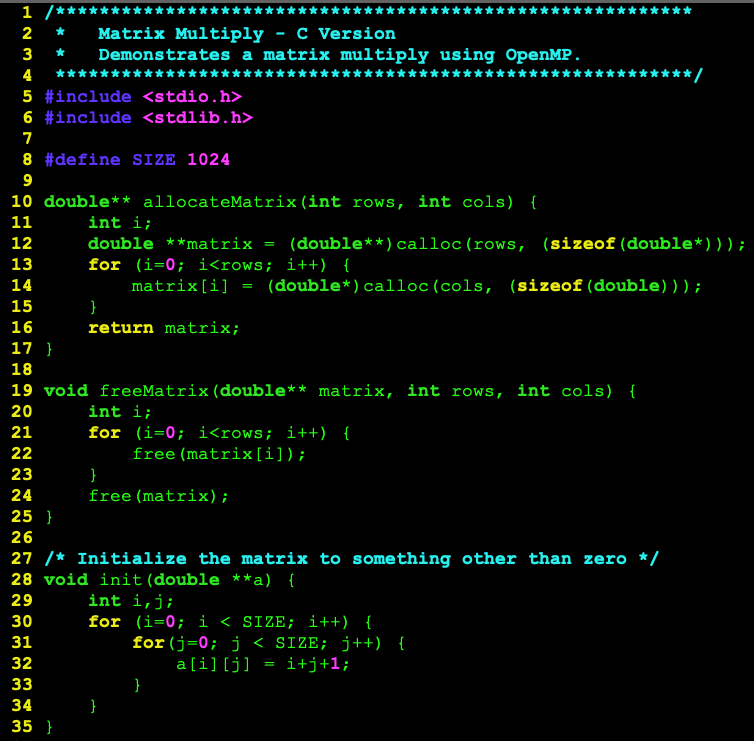 1 /**********************************************************
2  *   Matrix Multiply - C Version
3  *   Demonstrates a matrix multiply using OpenMP.
4  **********************************************************/
5 #include <stdio.h>
6 #include <stdlib.h>
7
8 #define SIZE 1024
9
10 double** allocateMatrix(int rows, int cols) {
11     int i;
12     double **matrix = (double**)calloc(rows, (sizeof(double*)));
13     for (i=0; i<rows; i++) {
14         matrix[i] = (double*)calloc(cols, (sizeof(double)));
15     }
16     return matrix;
17 }
18
19 void freeMatrix(double** matrix, int rows, int cols) {
20     int i;
21     for (i=0; i<rows; i++) {
22         free(matrix[i]);
23     }
24     free(matrix);
25 }
26
27 /* Initialize the matrix to something other than zero */
28 void init(double **a) {
29     int i,j;
30     for (i=0; i < SIZE; i++) {
31         for(j=0; j < SIZE; j++) {
32             a[i][j] = i+j+1;
33         }
34     }
35 }